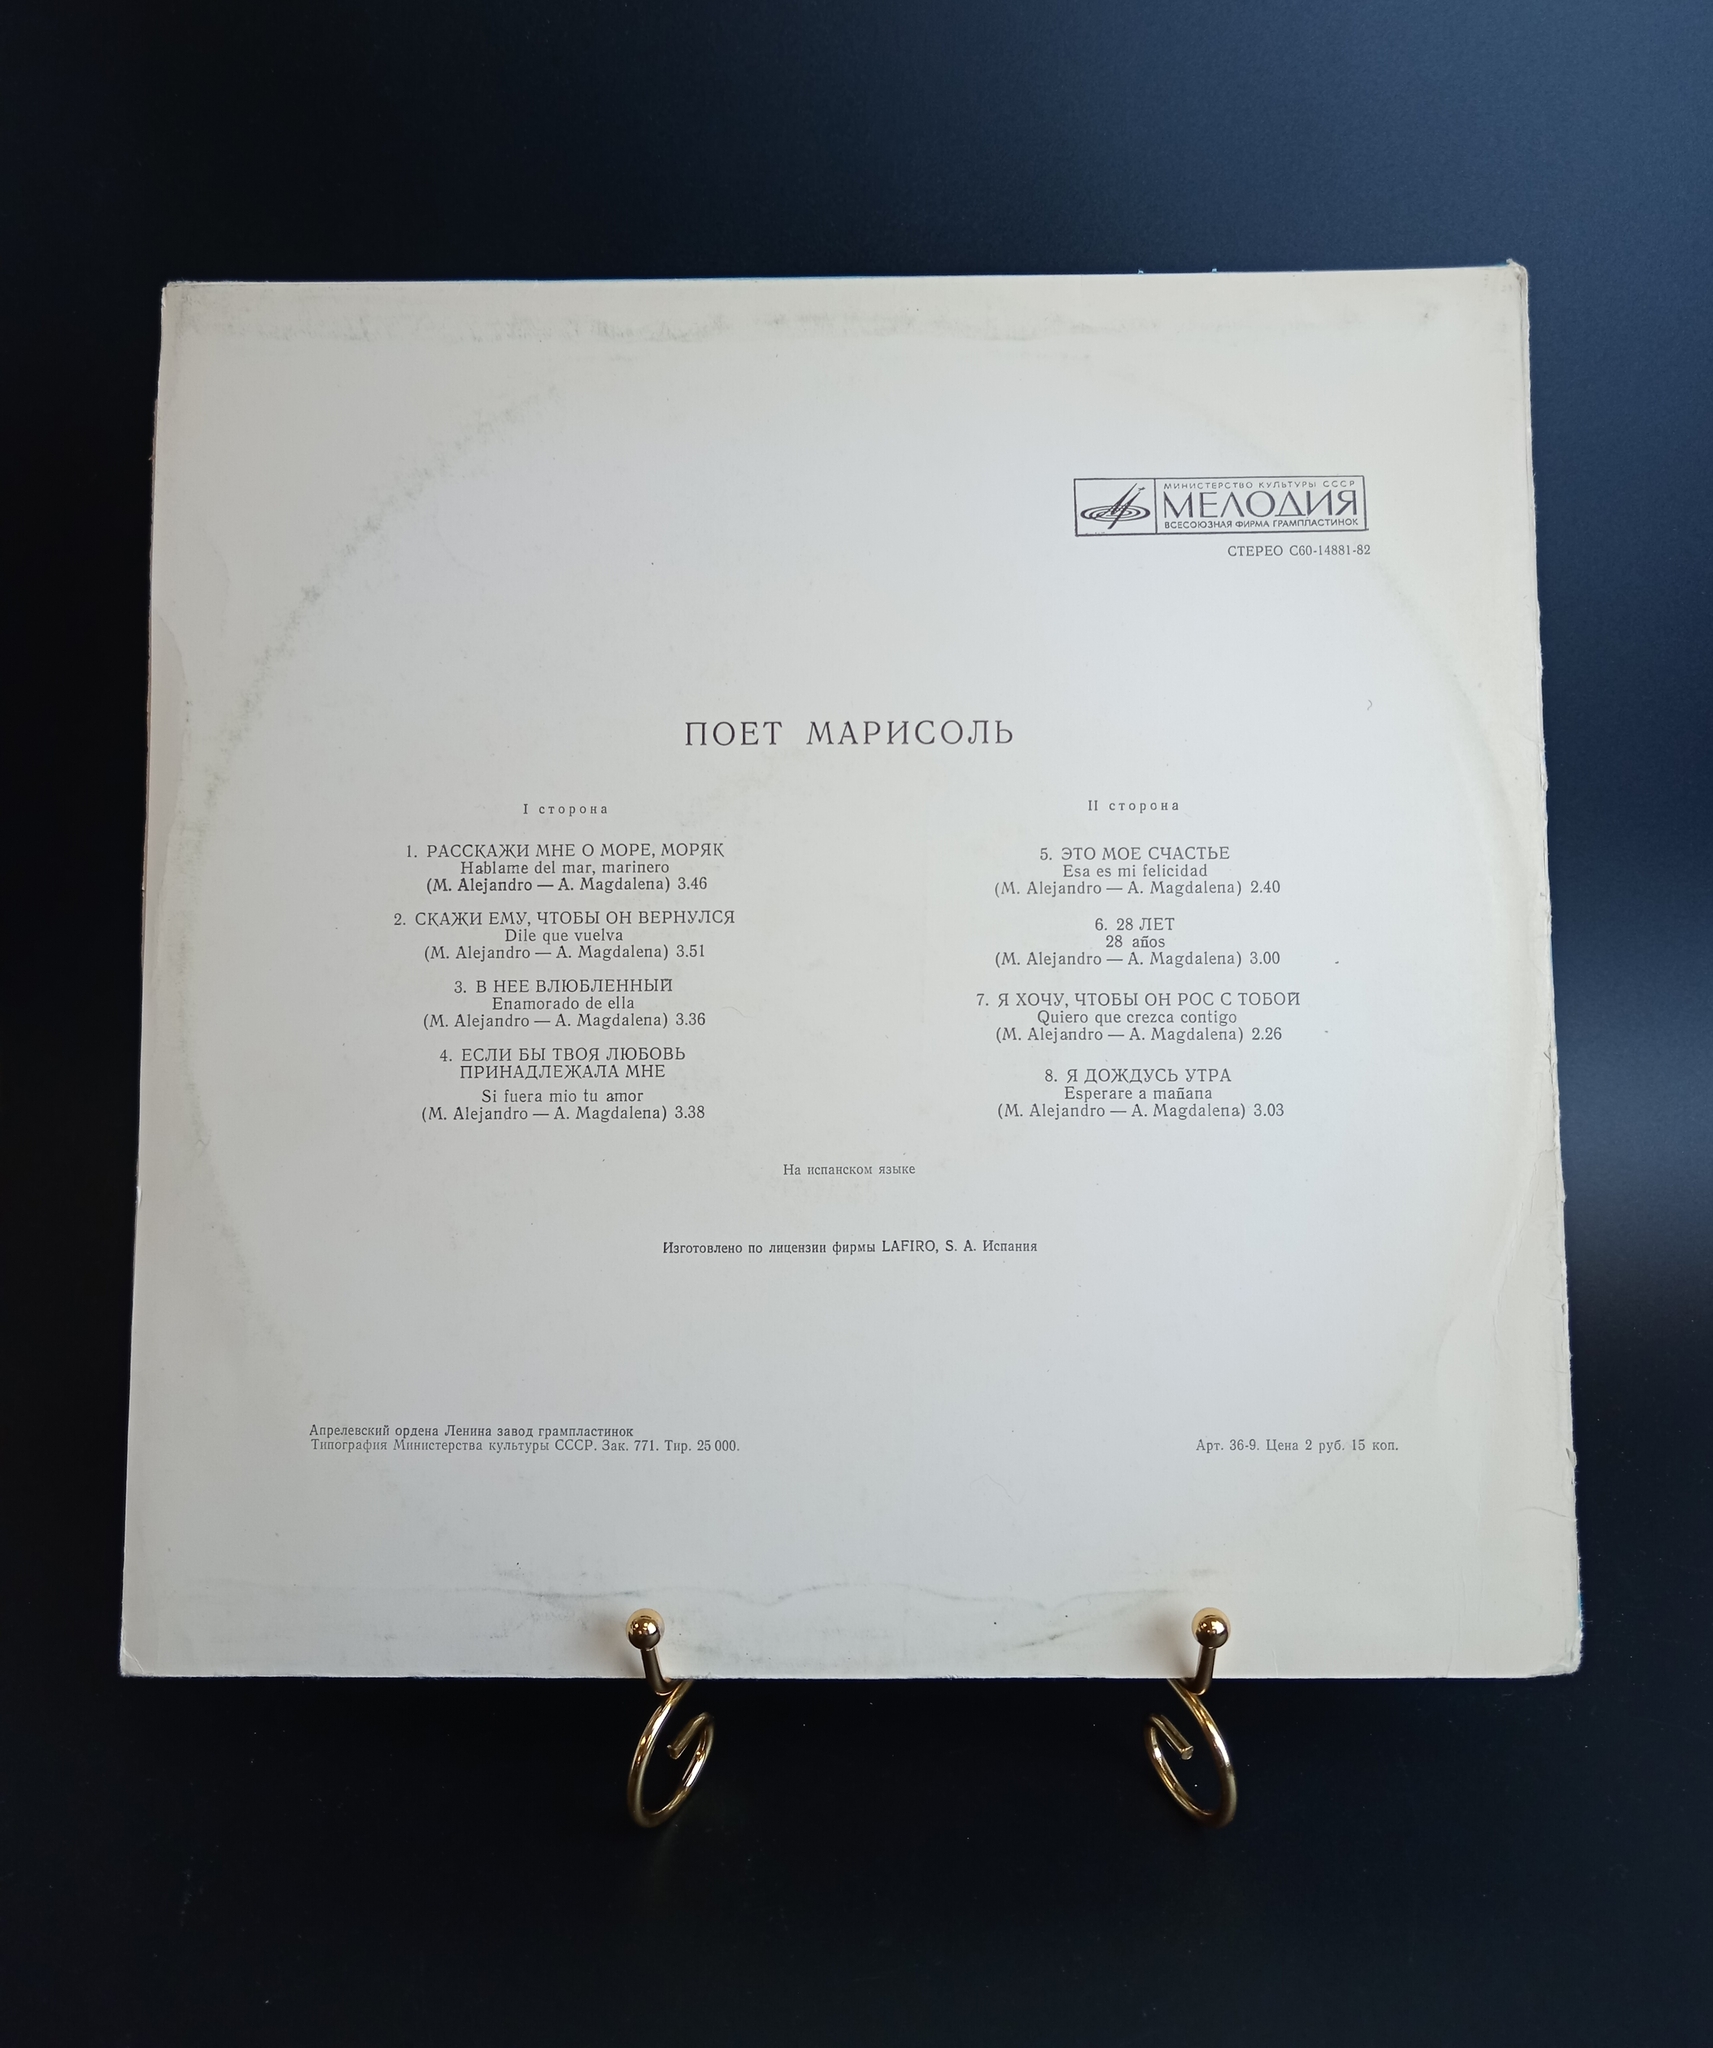 МИНИСТЕРСТВО КУЛЬТУРЫ СССР
МЕЛОДИЯ
ВСЕСОЮЗНАЯ ФИРМА ГРАМПЛАСТИНОК
СТЕРЕО С60-14881-82
ПОЕТ МАРИСОЛЬ
I сторона
1. РАССКАЖИ МНЕ О МОРЕ, МОРЯК
Hablame del mar, marinero
(M. Alejandro — A. Magdalena) 3.46
2. СКАЖИ ЕМУ, ЧТОБЫ ОН ВЕРНУЛСЯ
Dile que vuelva
(M. Alejandro — A. Magdalena) 3.51
3. В НЕЕ ВЛЮБЛЕННЫЙ
Enamorado de ella
(M. Alejandro — A. Magdalena) 3.36
4. ЕСЛИ БЫ ТВОЯ ЛЮБОВЬ
ПРИНАДЛЕЖАЛА МНЕ
Si fuera mio tu amor
(M. Alejandro — A. Magdalena) 3.38
II сторона
5. ЭТО МОЕ СЧАСТЬЕ
Esa es mi felicidad
(M. Alejandro — A. Magdalena) 2.40
6. 28 ЛЕТ
28 años
(M. Alejandro — A. Magdalena) 3.00
7. Я ХОЧУ, ЧТОБЫ ОН РОС С ТОБОЙ
Quiero que crezca contigo
(M. Alejandro — A. Magdalena) 2.26
8. Я ДОЖДУСЬ УТРА
Esperare a mañana
(M. Alejandro — A. Magdalena) 3.03
На испанском языке
Изготовлено по лицензии фирмы LAFIRO, S. A. Испания
Апрелевский ордена Ленина завод грампластинок
Типография Министерства культуры СССР. Зак. 771. Тир. 25 000.
Арт. 36-9. Цена 2 руб. 15 коп.